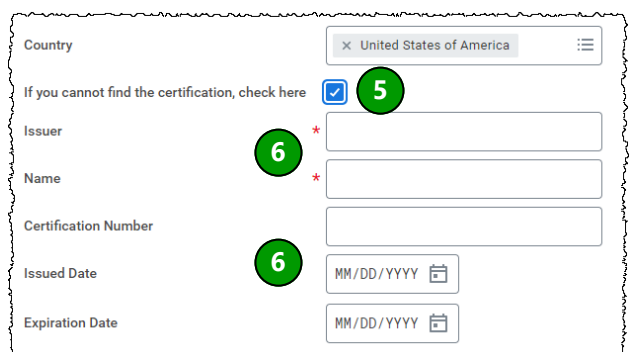 Country
× United States of America
If you cannot find the certification, check here
5
Issuer *
6
Name *
Certification Number
6
Issued Date MM/DD/YYYY
Expiration Date MM/DD/YYYY